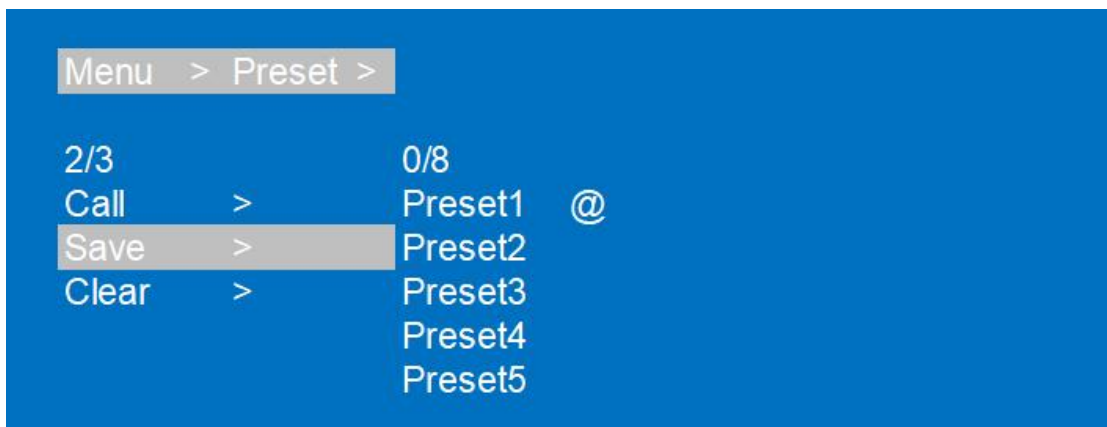 Menu > Preset >
2/3 0/8
Call > Preset1 @
Save > Preset2
Clear > Preset3
Preset4
Preset5